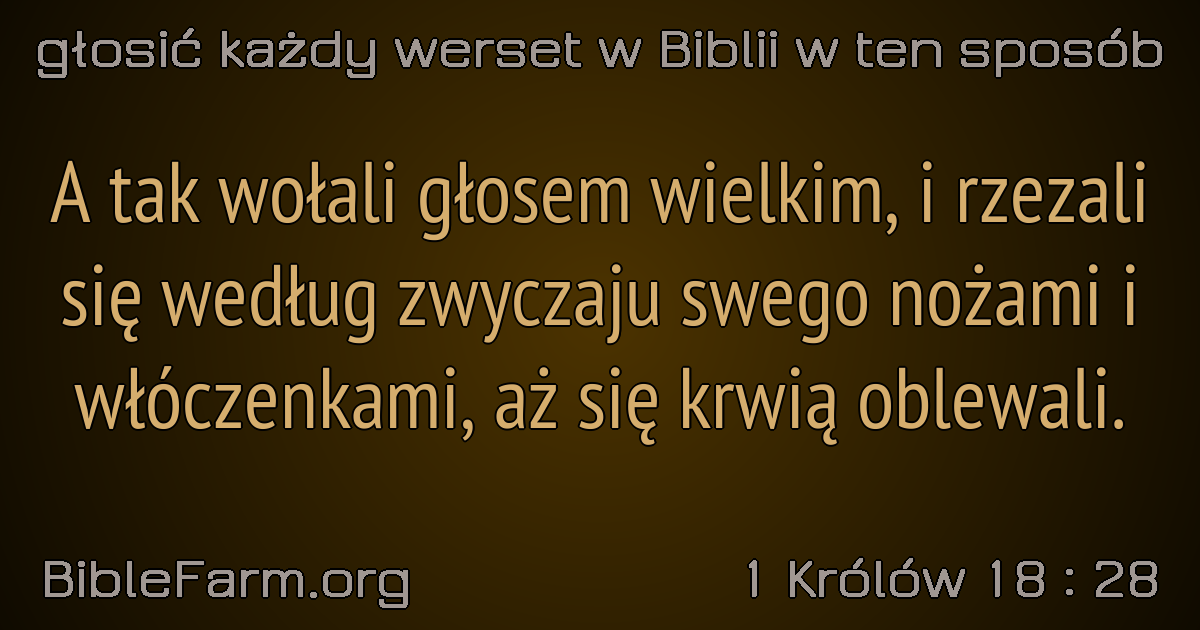 głosić każdy werset w Biblii w ten sposób
A tak wołali głosem wielkim, i rzezali
się według zwyczaju swego nożami i
włóczenkami, aż się krwią oblewali.
BibleFarm.org
1 Królów 18 : 28